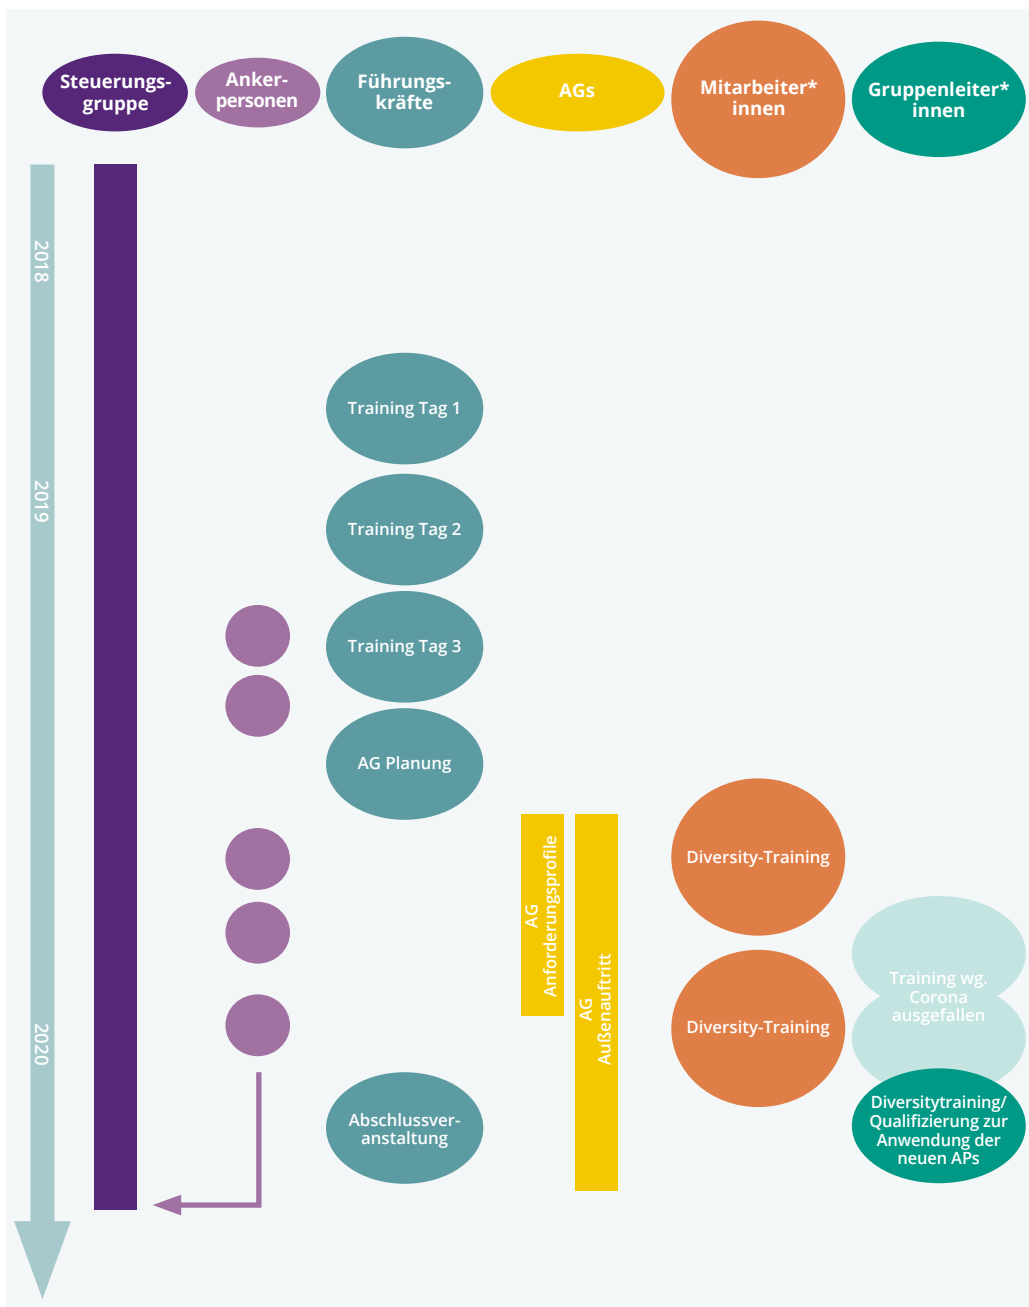 Steuerungs-
gruppe
Anker-
personen
Führungs-
kräfte
AGs
Mitarbeiter*
innen
Gruppenleiter*
innen
2018
Training Tag 1
2019
Training Tag 2
Training Tag 3
AG Planung
AG
Anforderungsprofile
AG
Außenauftritt
Diversity-Training
Training wg.
Corona
ausgefallen
2020
Diversity-Training
Abschlussver-
anstaltung
Diversitytraining/
Qualifizierung zur
Anwendung der
neuen APs